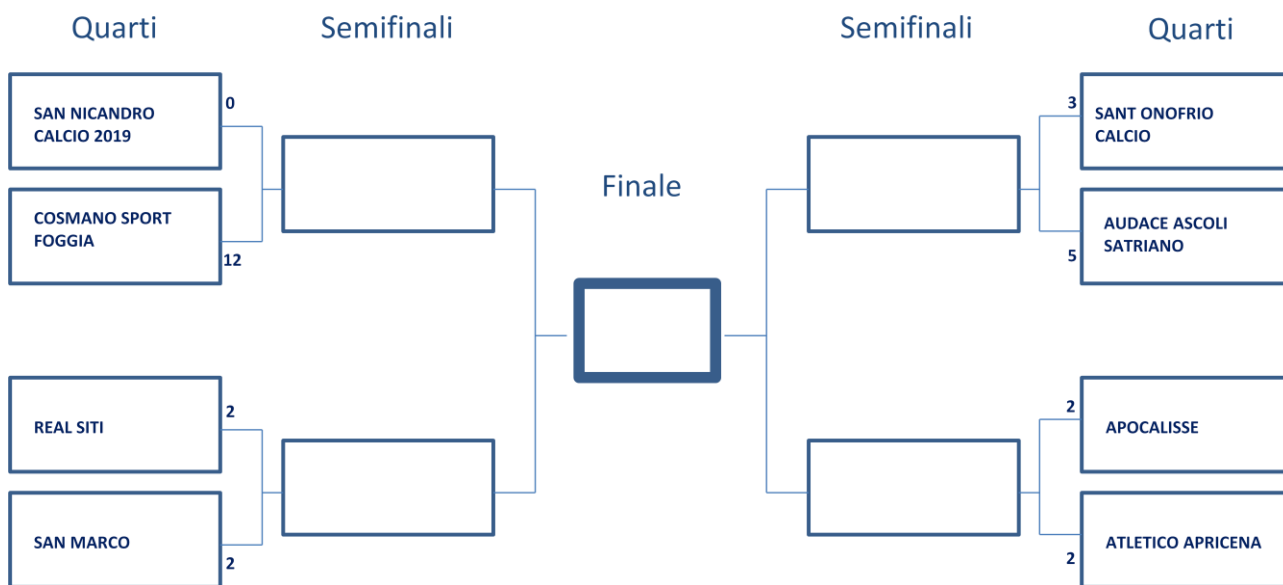 Quarti
Semifinali
Semifinali
Quarti
SAN NICANDRO
CALCIO 2019
0
COSMANO SPORT
FOGGIA
12
REAL SITI
2
SAN MARCO
2
Finale
3
SANT ONOFRIO
CALCIO
AUDACE ASCOLI
SATRIANO
5
2
APOCALISSE
ATLETICO APRICENA
2